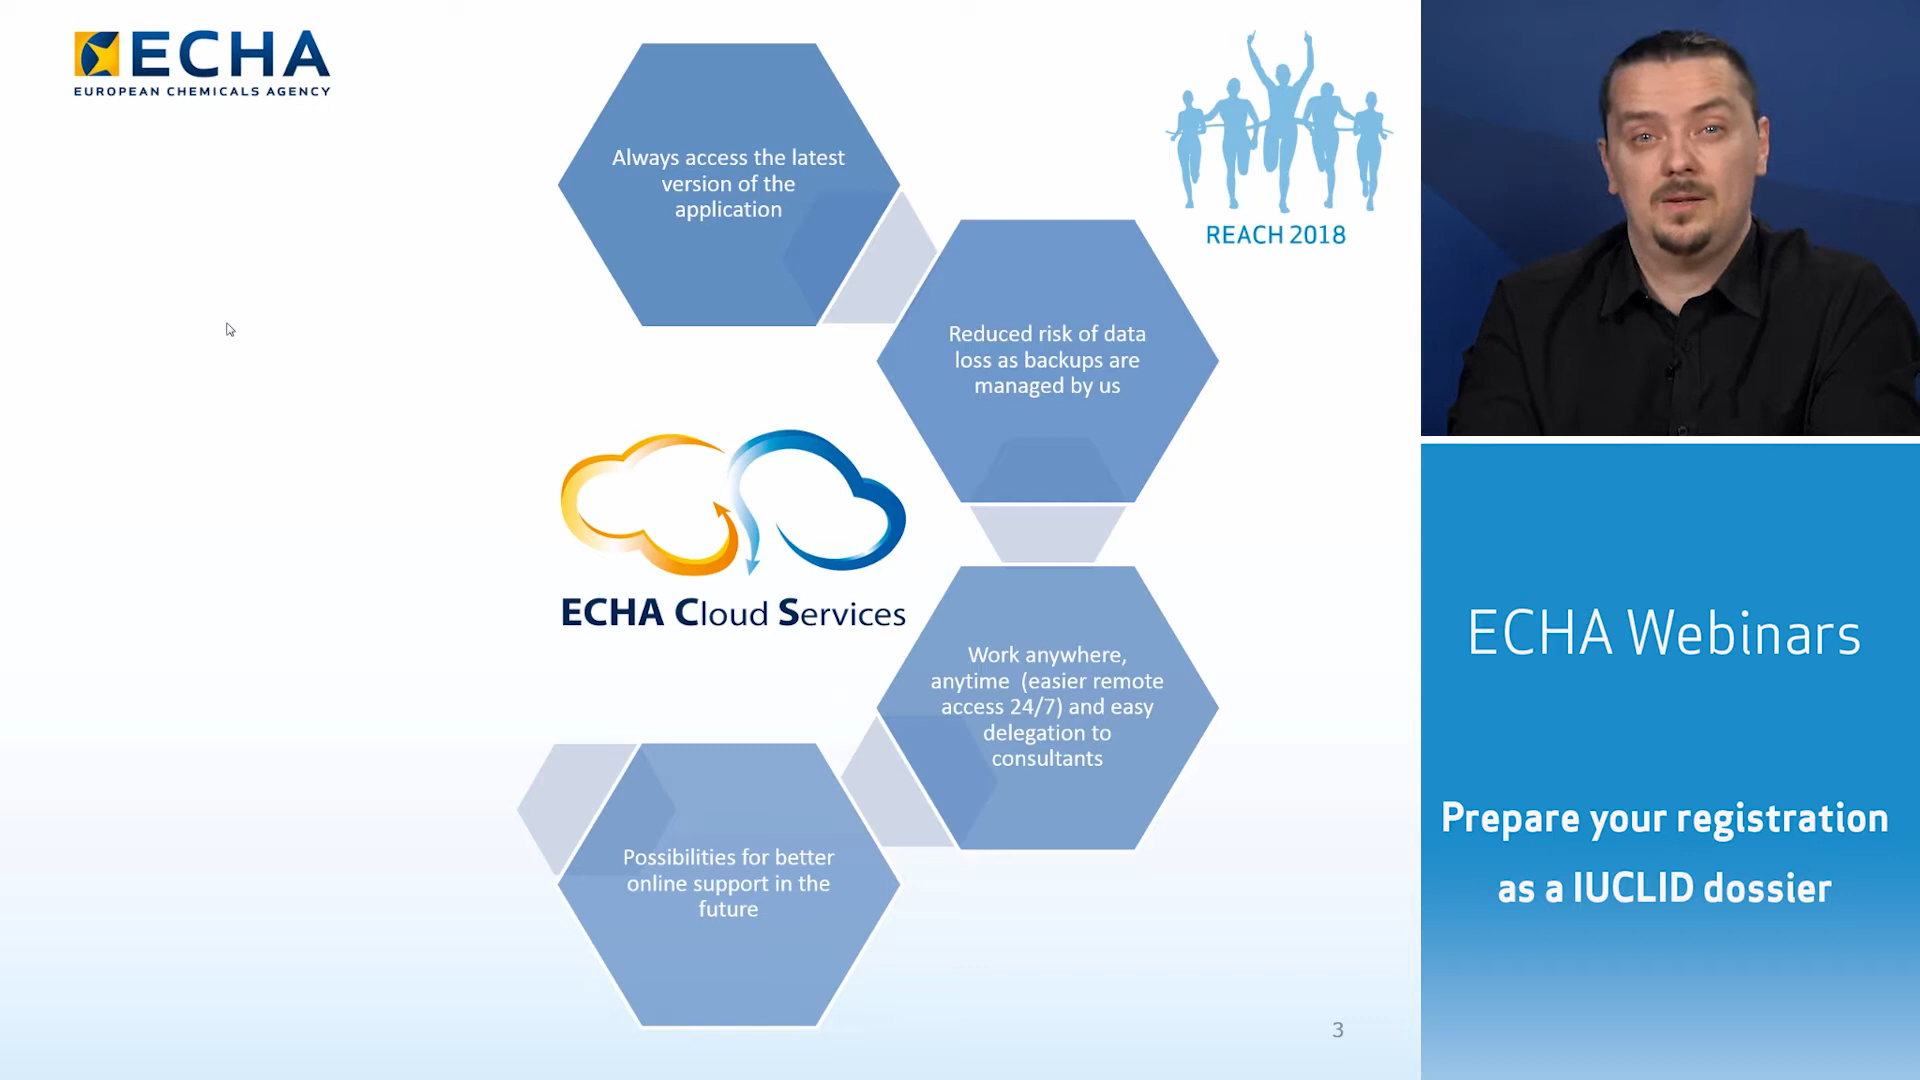 ECHA
EUROPEAN CHEMICALS AGENCY
Always access the latest
version of the
application
REACH 2018
Reduced risk of data
loss as backups are
managed by us
ECHA Cloud Services
Work anywhere,
anytime  (easier remote
access 24/7) and easy
delegation to
consultants
Possibilities for better
online support in the
future
3
ECHA Webinars
Prepare your registration
as a IUCLID dossier